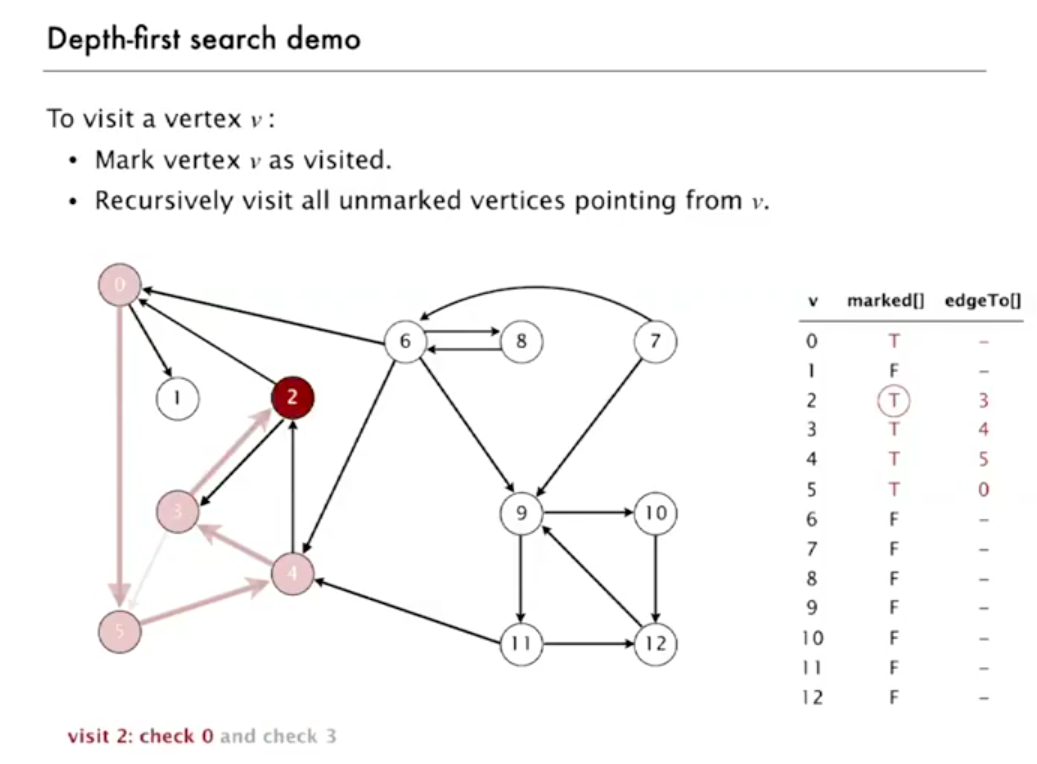 Depth-first search demo
To visit a vertex v :
• Mark vertex v as visited.
• Recursively visit all unmarked vertices pointing from v.
0
6
8
7
1
2
3
9
10
4
5
11
12
v marked[] edgeTo[]
0 T –
1 F –
2 T 3
3 T 4
4 T 5
5 T 0
6 F –
7 F –
8 F –
9 F –
10 F –
11 F –
12 F –
visit 2: check 0 and check 3